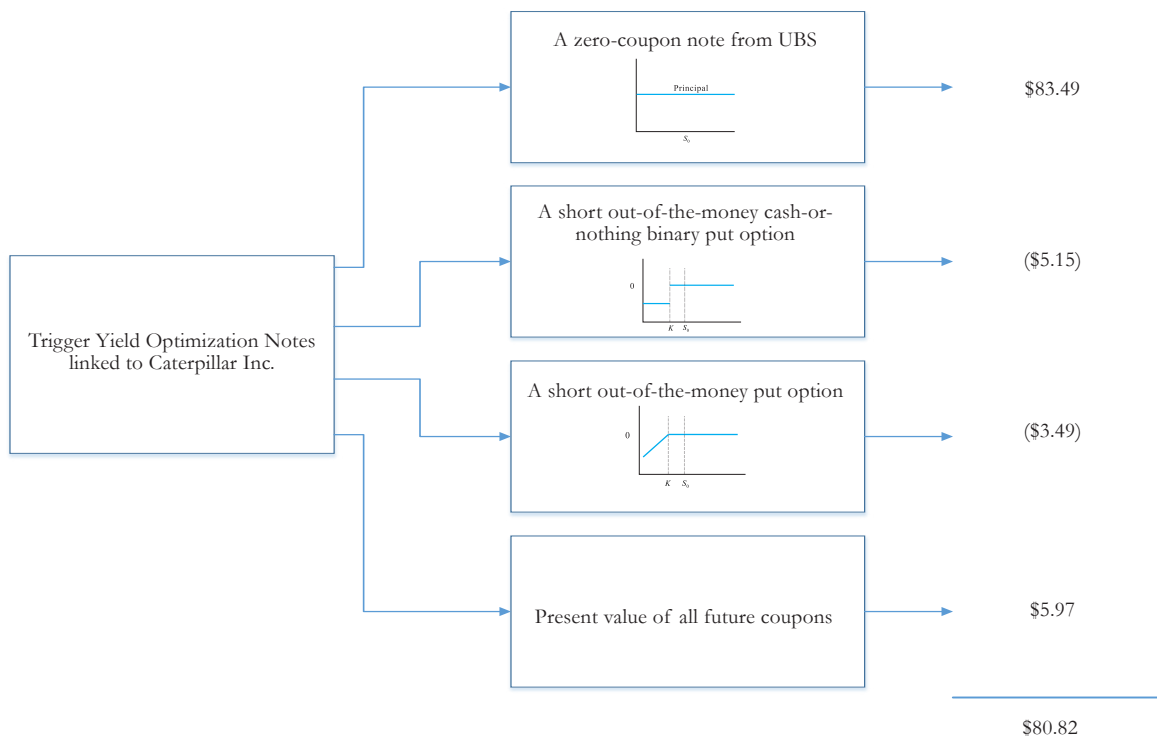 A zero-coupon note from UBS
Principal
S0
$83.49
A short out-of-the-money cash-or-
nothing binary put option
0
K
S0
($5.15)
Trigger Yield Optimization Notes
linked to Caterpillar Inc.
A short out-of-the-money put option
0
K
S0
($3.49)
Present value of all future coupons
$5.97
$80.82